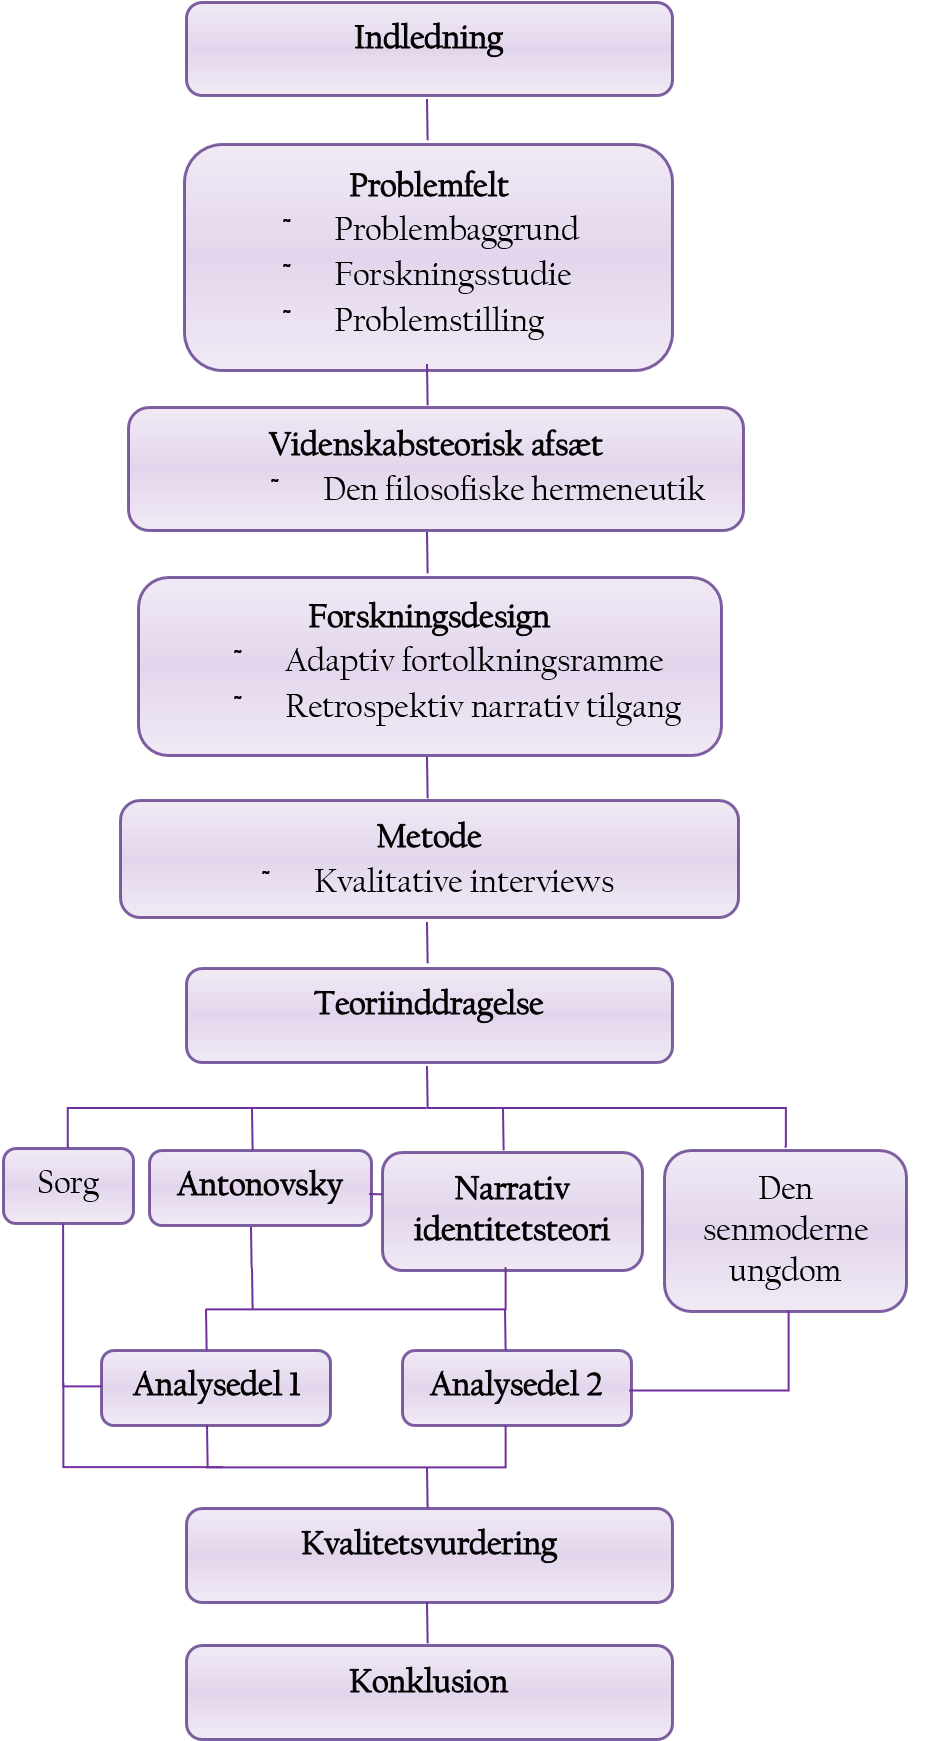 Indledning
Problemfelt
~ Problembaggrund
~ Forskningsstudie
~ Problemstilling
Videnskabsteorisk afsæt
~ Den filosofiske hermeneutik
Forskningsdesign
~ Adaptiv fortolkningsramme
~ Retrospektiv narrativ tilgang
Metode
~ Kvalitative interviews
Teoriinddragelse
Sorg
Antonovsky
Narrativ
identitetsteori
Den
senmoderne
ungdom
Analysedel 1
Analysedel 2
Kvalitetsvurdering
Konklusion